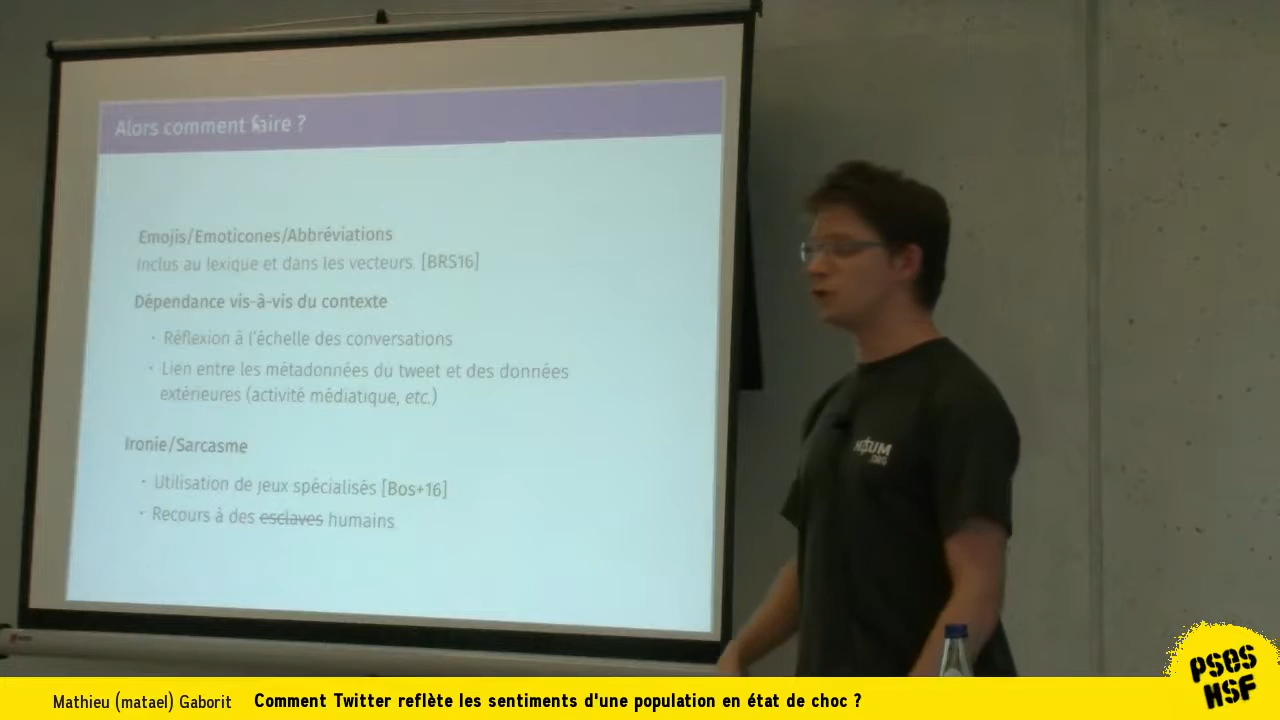 Alors comment faire ?
Emojis/Emoticones/Abbréviations
Inclus au lexique et dans les vecteurs. [BRS16]
Dépendance vis-à-vis du contexte
· Réflexion à l'échelle des conversations
· Lien entre les métadonnées du tweet et des données
extérieures (activité médiatique, etc.)
Ironie/Sarcasme
· Utilisation de jeux spécialisés [Bos+16]
· Recours à des esclaves humains
.ORG
Mathieu (matael) Gaborit Comment Twitter reflète les sentiments d'une population en état de choc ?
PSES
HSF